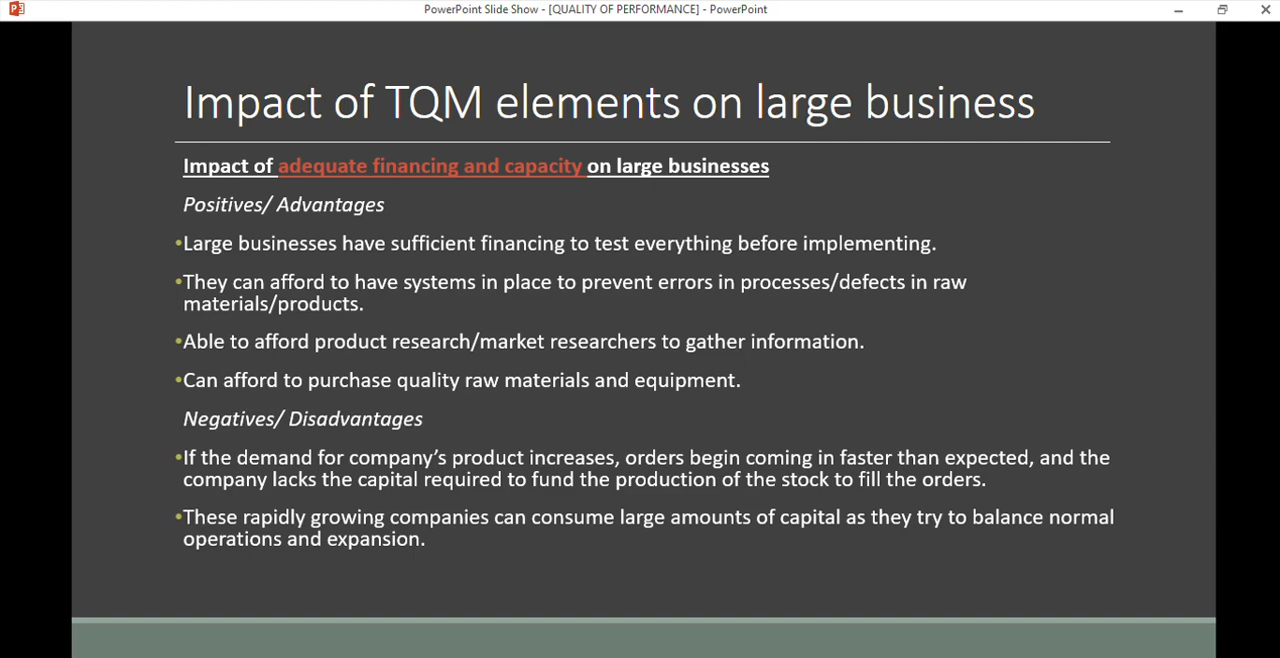 PowerPoint Slide Show - [QUALITY OF PERFORMANCE] - PowerPoint
Impact of TQM elements on large business
Impact of adequate financing and capacity on large businesses
Positives/ Advantages
•Large businesses have sufficient financing to test everything before implementing.
•They can afford to have systems in place to prevent errors in processes/defects in raw
materials/products.
•Able to afford product research/market researchers to gather information.
•Can afford to purchase quality raw materials and equipment.
Negatives/ Disadvantages
•If the demand for company’s product increases, orders begin coming in faster than expected, and the
company lacks the capital required to fund the production of the stock to fill the orders.
•These rapidly growing companies can consume large amounts of capital as they try to balance normal
operations and expansion.